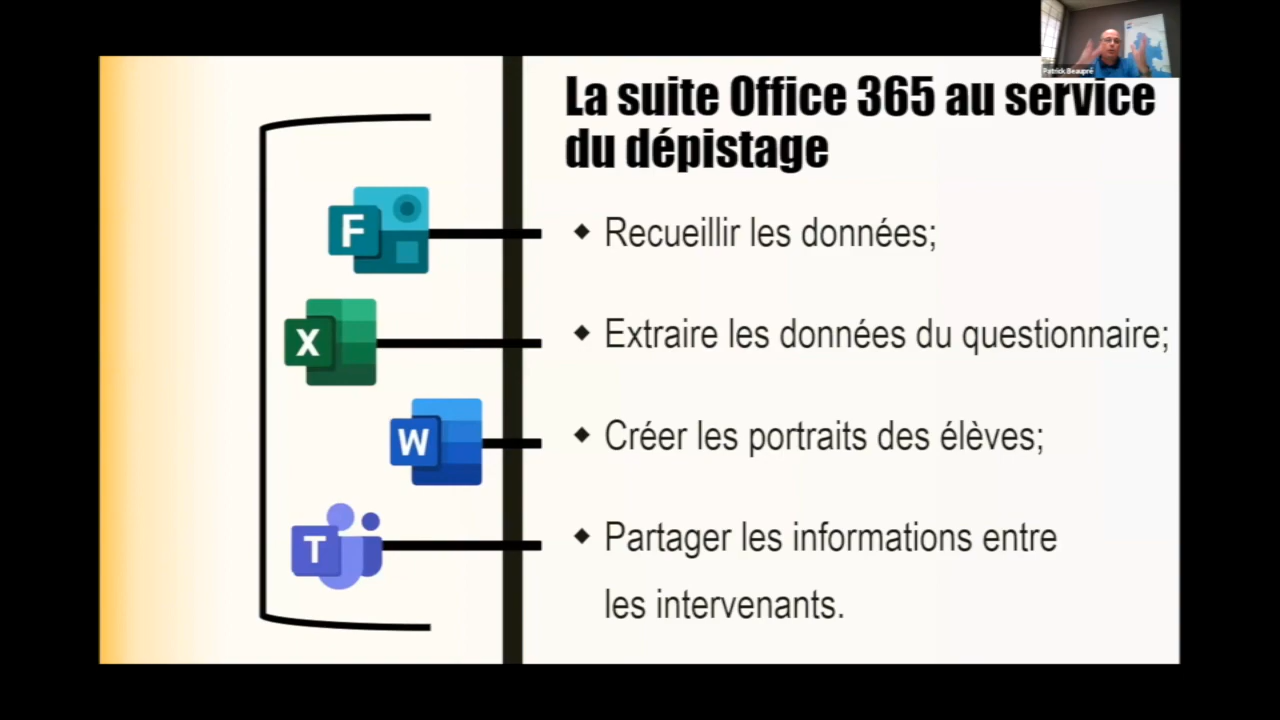 Patrick Beaupré
La suite Office 365 au service
du dépistage
F
◆ Recueillir les données;
X
◆ Extraire les données du questionnaire;
W
◆ Créer les portraits des élèves;
T
◆ Partager les informations entre
les intervenants.